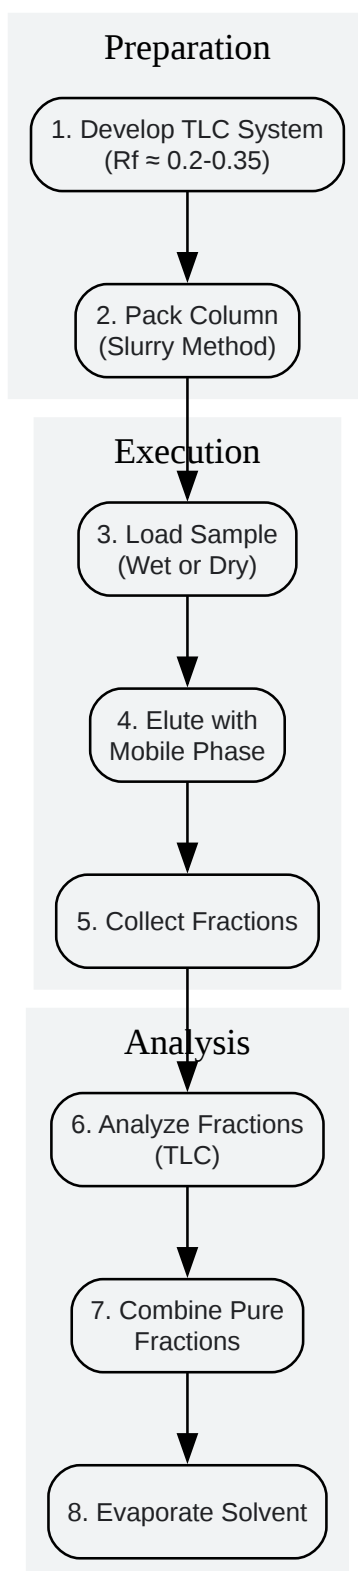 Preparation
1. Develop TLC System
(Rf ≈ 0.2-0.35)
2. Pack Column
(Slurry Method)
Execution
3. Load Sample
(Wet or Dry)
4. Elute with
Mobile Phase
5. Collect Fractions
Analysis
6. Analyze Fractions
(TLC)
7. Combine Pure
Fractions
8. Evaporate Solvent